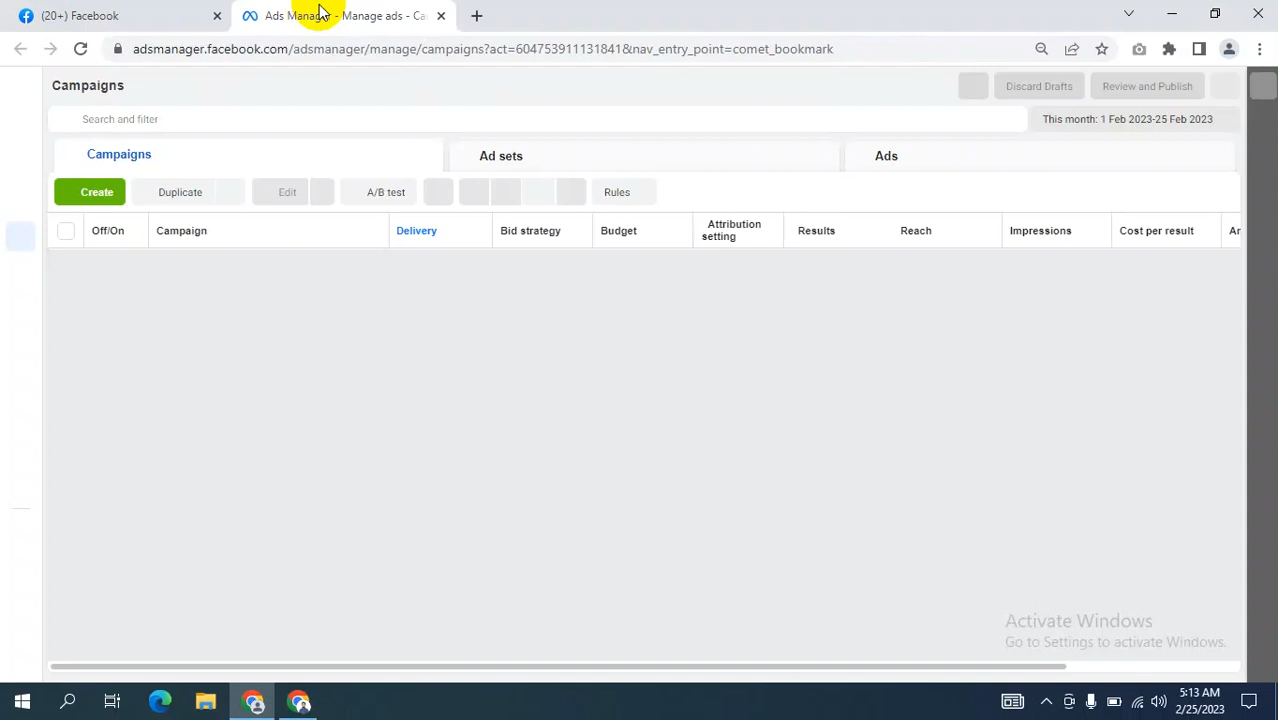 (20+) Facebook
Ads Manager - Manage ads - Ca
adsmanager.facebook.com/adsmanager/manage/campaigns?act=604753911131841&nav_entry_point=comet_bookmark
Campaigns
Discard Drafts
Review and Publish
Search and filter
This month: 1 Feb 2023-25 Feb 2023
Campaigns
Ad sets
Ads
Create
Duplicate
Edit
A/B test
Rules
Off/On
Campaign
Delivery
Bid strategy
Budget
Attribution
setting
Results
Reach
Impressions
Cost per result
Activate Windows
Go to Settings to activate Windows.
5:13 AM
2/25/2023